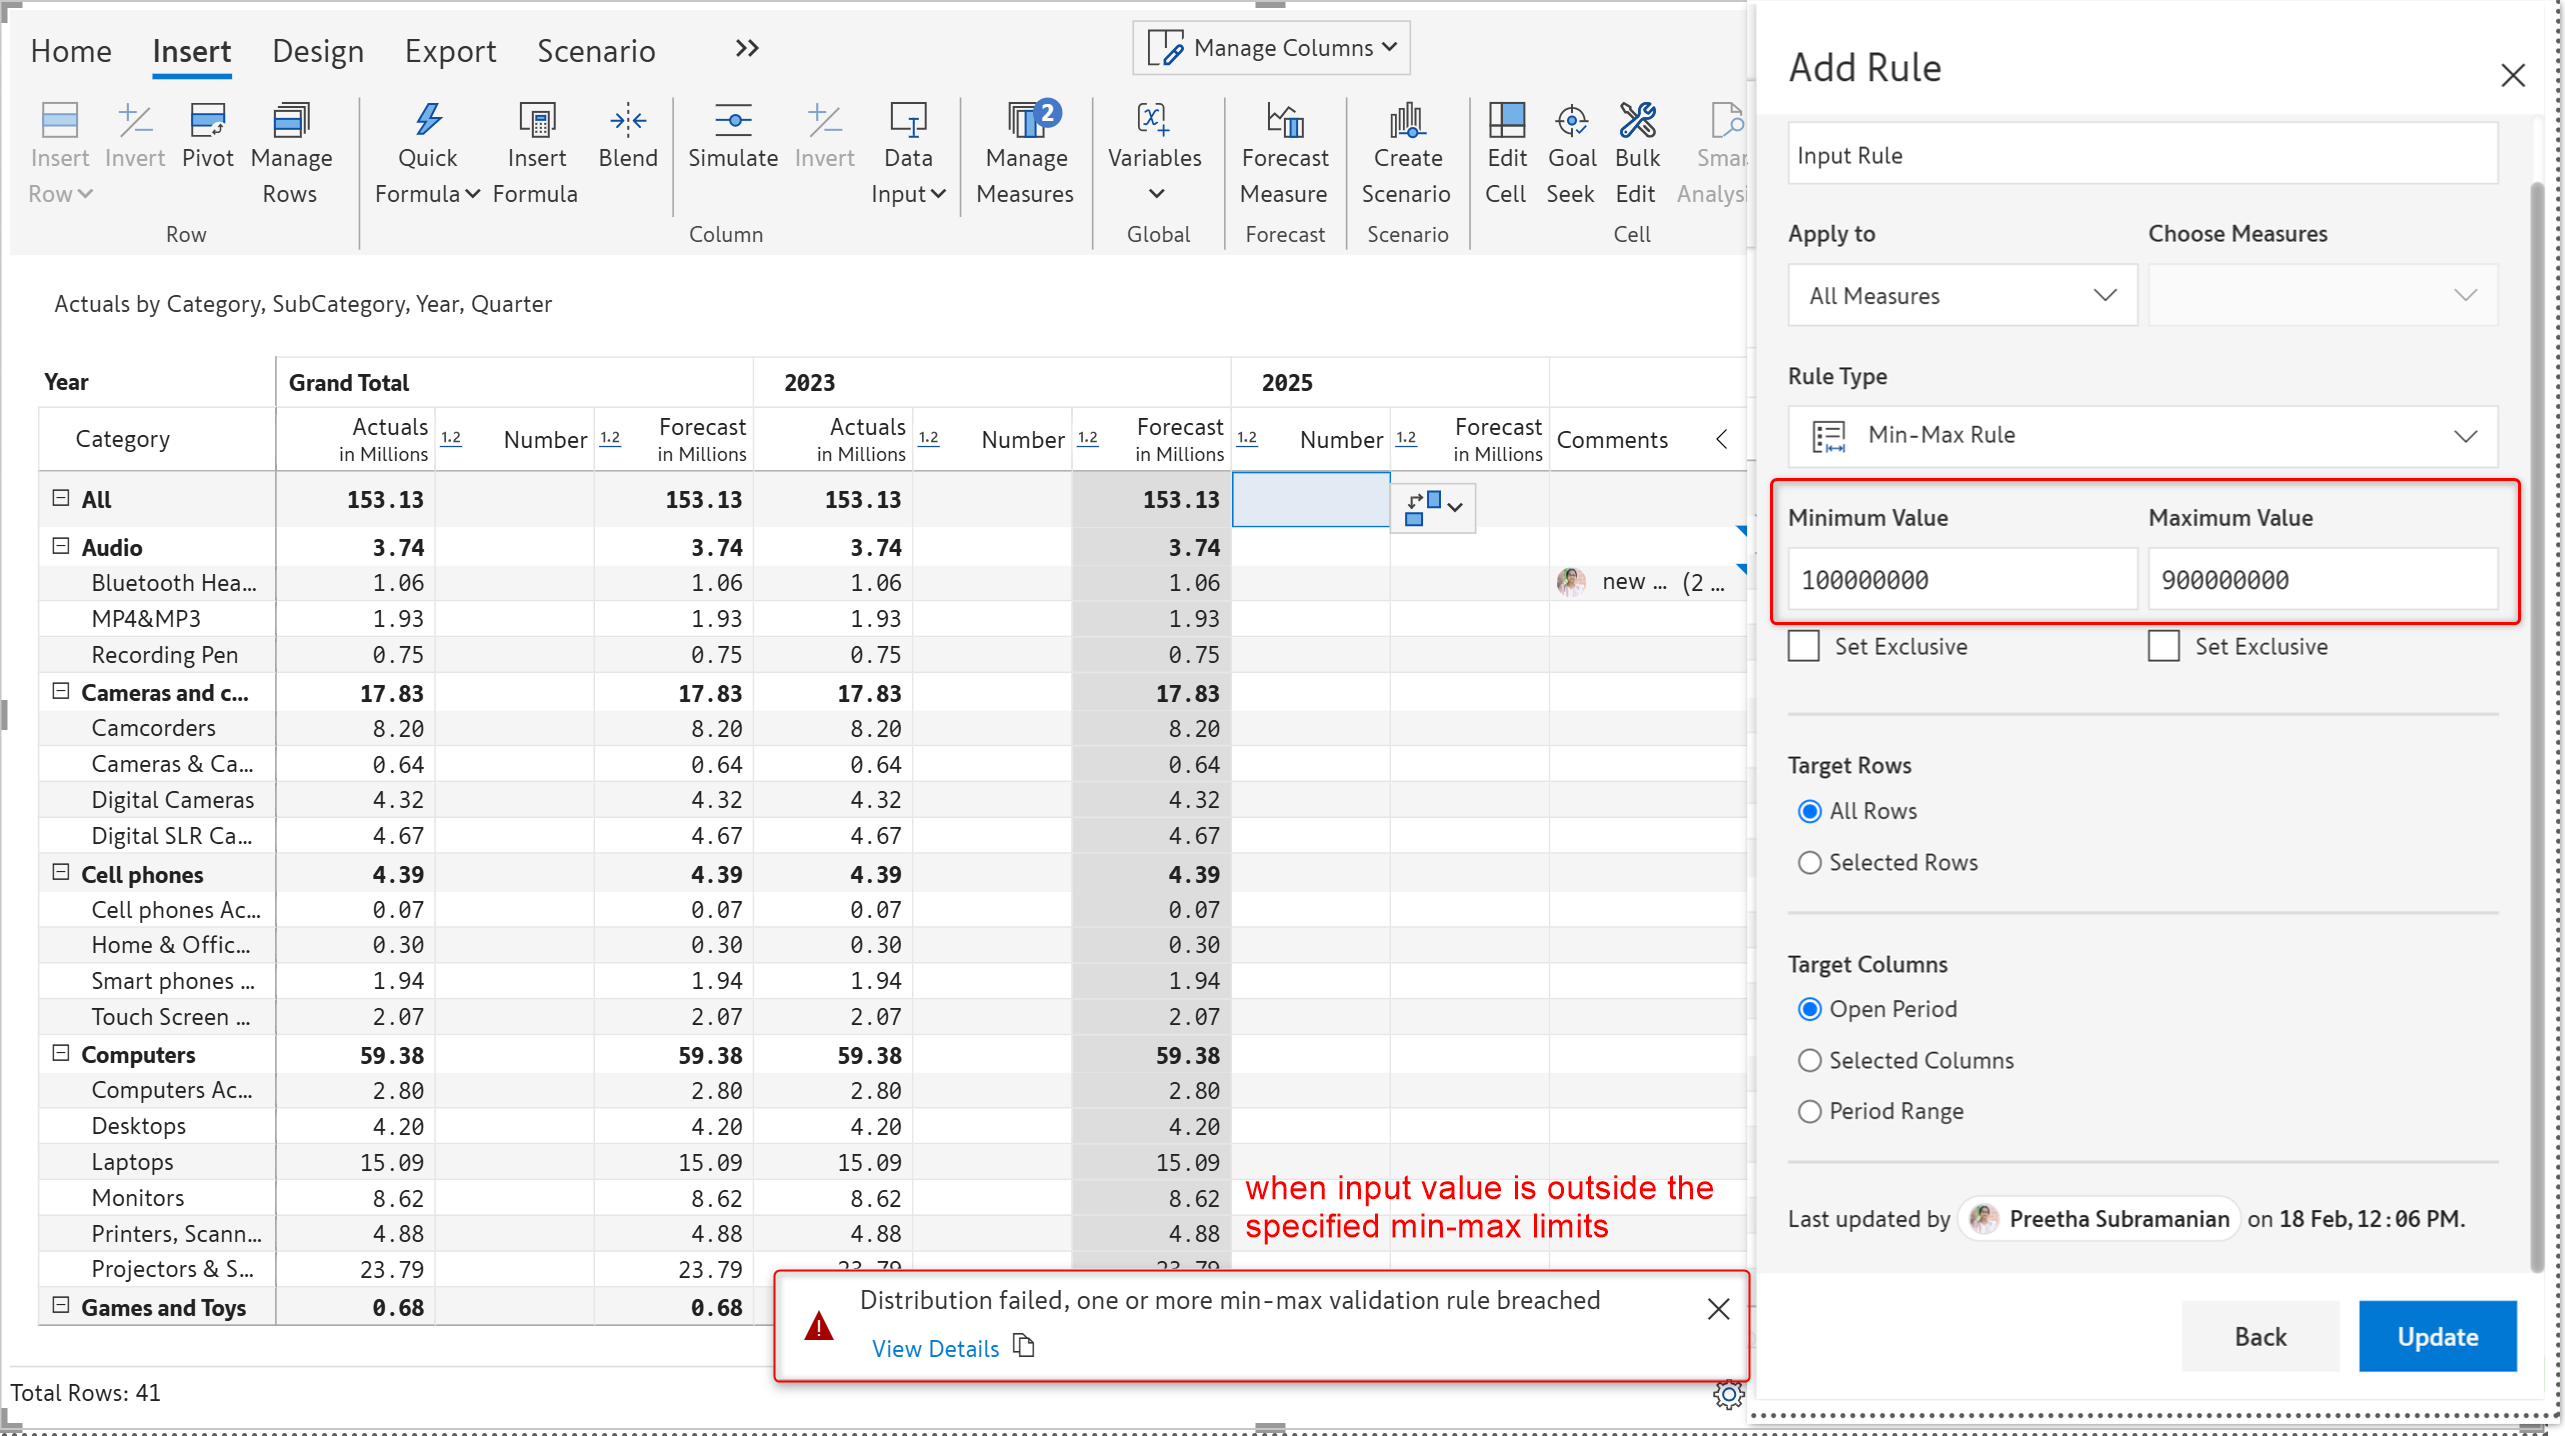 Home Insert Design Export Scenario
Manage Columns
Insert Row
Invert
Pivot
Manage Rows
Quick Formula
Insert Formula
Blend
Simulate
Invert
Data Input
2
Manage Measures
Variables
Forecast Measure
Create Scenario
Edit Cell
Goal Seek
Bulk Edit
Row Column Global Forecast Scenario Cell
Actuals by Category, SubCategory, Year, Quarter
Year Grand Total 2023 2025
Category Actuals in Millions 1.2 Number 1.2 Forecast in Millions Actuals in Millions 1.2 Number 1.2 Forecast in Millions 1.2 Number 1.2 Forecast in Millions Comments
All 153.13 153.13 153.13 153.13
Audio 3.74 3.74 3.74 3.74
Bluetooth Hea... 1.06 1.06 1.06 1.06 new ... (2 ...
MP4&MP3 1.93 1.93 1.93 1.93
Recording Pen 0.75 0.75 0.75 0.75
Cameras and c... 17.83 17.83 17.83 17.83
Camcorders 8.20 8.20 8.20 8.20
Cameras & Ca... 0.64 0.64 0.64 0.64
Digital Cameras 4.32 4.32 4.32 4.32
Digital SLR Ca... 4.67 4.67 4.67 4.67
Cell phones 4.39 4.39 4.39 4.39
Cell phones Ac... 0.07 0.07 0.07 0.07
Home & Offic... 0.30 0.30 0.30 0.30
Smart phones ... 1.94 1.94 1.94 1.94
Touch Screen ... 2.07 2.07 2.07 2.07
Computers 59.38 59.38 59.38 59.38
Computers Ac... 2.80 2.80 2.80 2.80
Desktops 4.20 4.20 4.20 4.20
Laptops 15.09 15.09 15.09 15.09
Monitors 8.62 8.62 8.62 8.62
Printers, Scann... 4.88 4.88 4.88 4.88
Projectors & S... 23.79 23.79 23.79 23.79
Games and Toys 0.68 0.68
when input value is outside the
specified min-max limits
Distribution failed, one or more min-max validation rule breached
View Details
Total Rows: 41
Add Rule
Input Rule
Apply to Choose Measures
All Measures
Rule Type
Min-Max Rule
Minimum Value Maximum Value
100000000 900000000
Set Exclusive Set Exclusive
Target Rows
All Rows
Selected Rows
Target Columns
Open Period
Selected Columns
Period Range
Last updated by Preetha Subramanian on 18 Feb, 12:06 PM.
Back Update